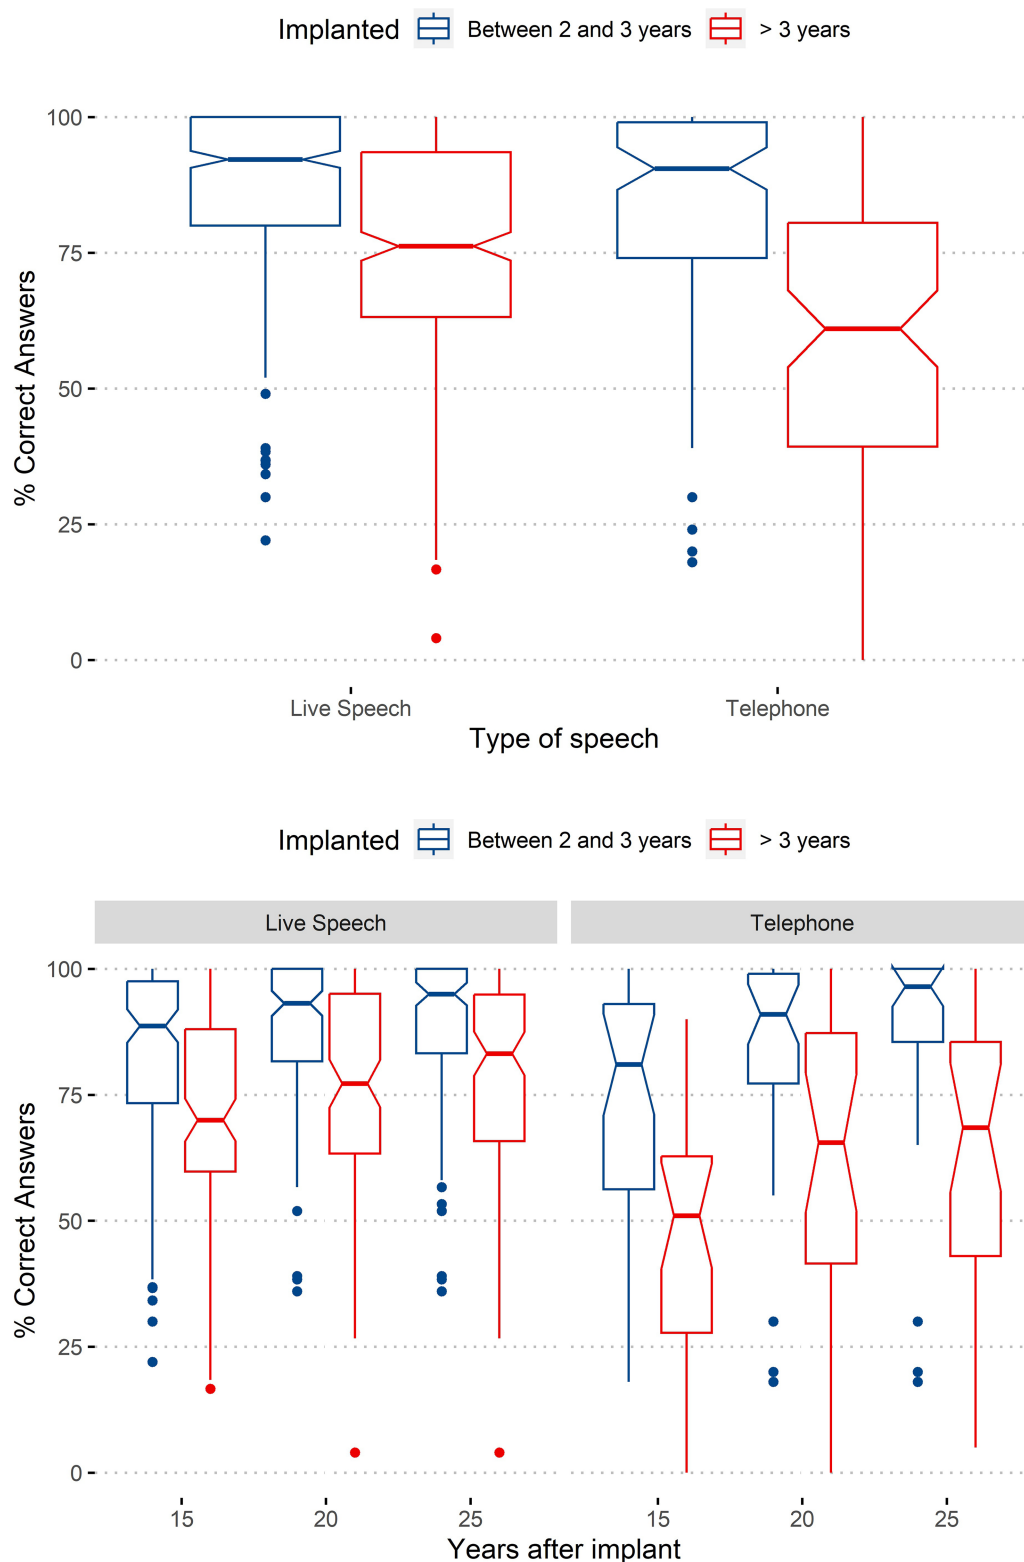 Implanted Between 2 and 3 years > 3 years
100
75
50
25
0
% Correct Answers
Live Speech Telephone
Type of speech
Implanted Between 2 and 3 years > 3 years
Live Speech Telephone
100
75
50
25
0
% Correct Answers
15 20 25 15 20 25
Years after implant